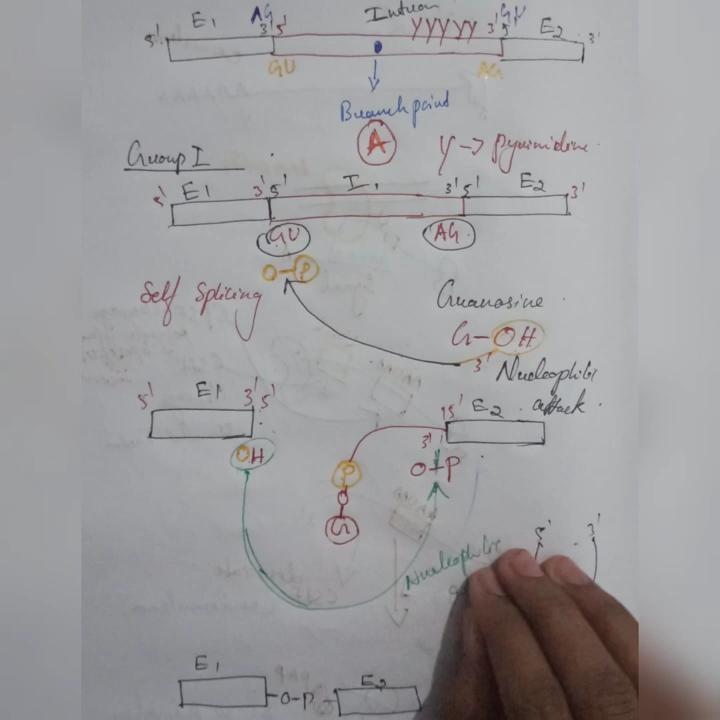 E1 AG Intron GU E2
5' 3' 5' YYYYY 3' 5' 3'
GU AG
Branch point
A
Y → pyrimidine
Group I
5' E1 3' 5' I1 3' 5' E2 3'
GU AG
O-P
Self Splicing
Guanosine
G-OH
3'
Nucleophilic
attack
5' E1 3' 5' 5' E2
3'
OH P O+P
O
G
5' 3'
Nucleophilic
E1 E2
-O-P-